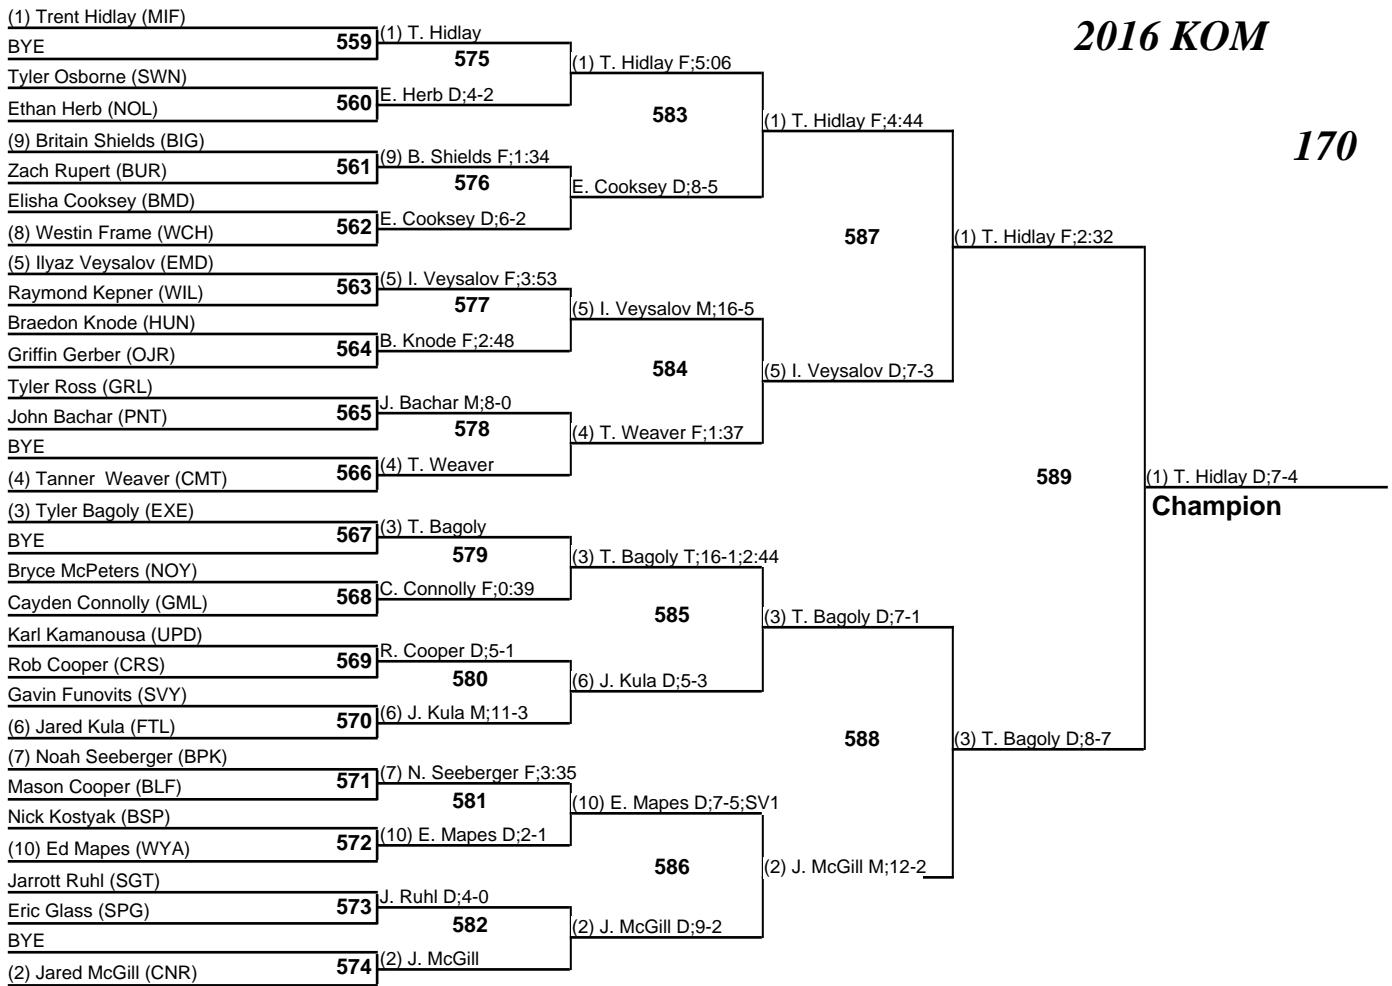 2016 KOM
170
(1) Trent Hidlay (MIF)
BYE
Tyler Osborne (SWN)
Ethan Herb (NOL)
(9) Britain Shields (BIG)
Zach Rupert (BUR)
Elisha Cooksey (BMD)
(8) Westin Frame (WCH)
(5) Ilyaz Veysalov (EMD)
Raymond Kepner (WIL)
Braedon Knode (HUN)
Griffin Gerber (OJR)
Tyler Ross (GRL)
John Bachar (PNT)
BYE
(4) Tanner  Weaver (CMT)
(3) Tyler Bagoly (EXE)
BYE
Bryce McPeters (NOY)
Cayden Connolly (GML)
Karl Kamanousa (UPD)
Rob Cooper (CRS)
Gavin Funovits (SVY)
(6) Jared Kula (FTL)
(7) Noah Seeberger (BPK)
Mason Cooper (BLF)
Nick Kostyak (BSP)
(10) Ed Mapes (WYA)
Jarrott Ruhl (SGT)
Eric Glass (SPG)
BYE
(2) Jared McGill (CNR)
559
560
561
562
563
564
565
566
567
568
569
570
571
572
573
574
(1) T. Hidlay
575
E. Herb D;4-2
(9) B. Shields F;1:34
576
E. Cooksey D;6-2
(5) I. Veysalov F;3:53
577
B. Knode F;2:48
J. Bachar M;8-0
578
(4) T. Weaver
(3) T. Bagoly
579
C. Connolly F;0:39
R. Cooper D;5-1
580
(6) J. Kula M;11-3
(7) N. Seeberger F;3:35
581
(10) E. Mapes D;2-1
J. Ruhl D;4-0
582
(2) J. McGill
(1) T. Hidlay F;5:06
583
E. Cooksey D;8-5
(5) I. Veysalov M;16-5
584
(4) T. Weaver F;1:37
(3) T. Bagoly T;16-1;2:44
585
(6) J. Kula D;5-3
(10) E. Mapes D;7-5;SV1
586
(2) J. McGill D;9-2
(1) T. Hidlay F;4:44
587
(5) I. Veysalov D;7-3
(3) T. Bagoly D;7-1
588
(2) J. McGill M;12-2
(1) T. Hidlay F;2:32
589
(3) T. Bagoly D;8-7
(1) T. Hidlay D;7-4
Champion